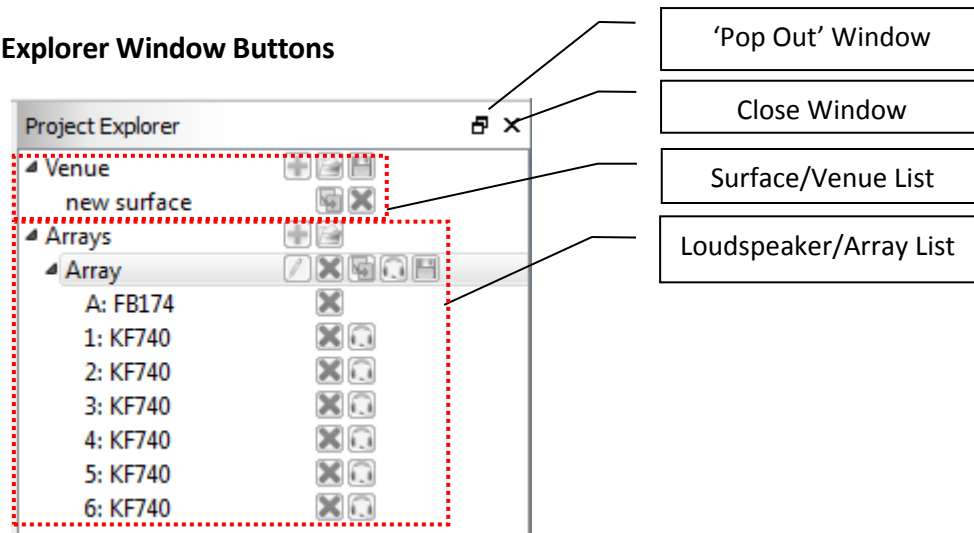 Explorer Window Buttons
‘Pop Out’ Window
Close Window
Surface/Venue List
Loudspeaker/Array List
Project Explorer
Venue
new surface
Arrays
Array
A: FB174
1: KF740
2: KF740
3: KF740
4: KF740
5: KF740
6: KF740